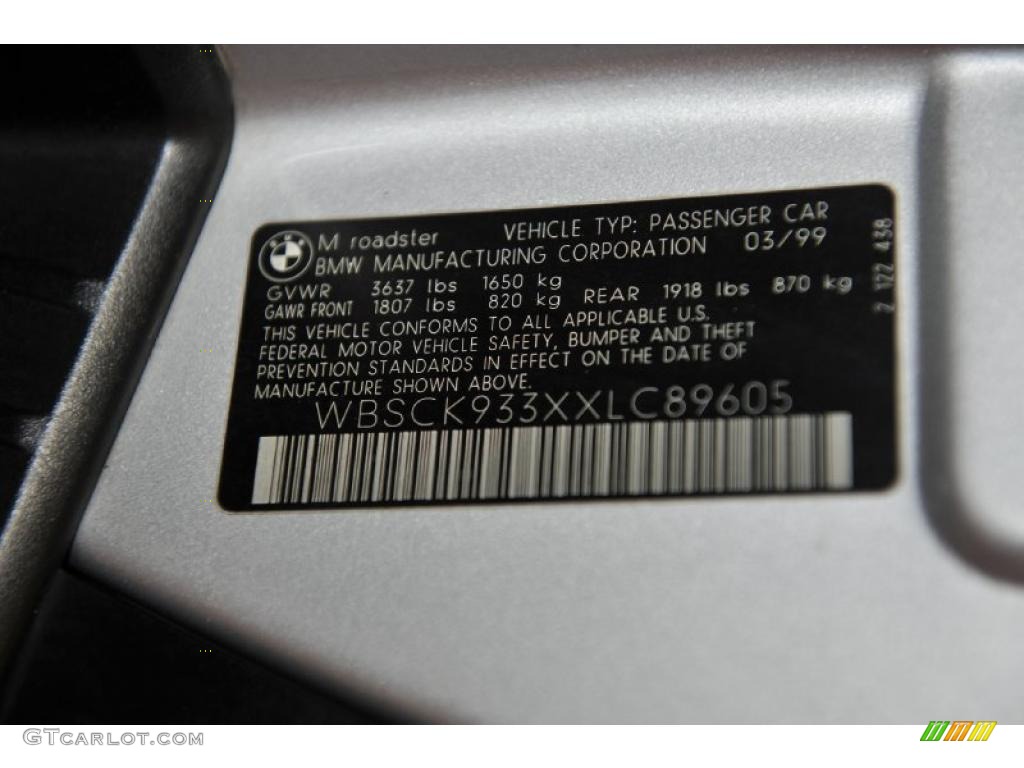 M roadster VEHICLE TYP: PASSENGER CAR
BMW MANUFACTURING CORPORATION 03/99
GVWR 3637 lbs 1650 kg
GAWR FRONT 1807 lbs 820 kg REAR 1918 lbs 870 kg
THIS VEHICLE CONFORMS TO ALL APPLICABLE U.S.
FEDERAL MOTOR VEHICLE SAFETY, BUMPER AND THEFT
PREVENTION STANDARDS IN EFFECT ON THE DATE OF
MANUFACTURE SHOWN ABOVE.
WBSCK933XXLC89605
2 122 438
BMW
GTCARLOT.COM